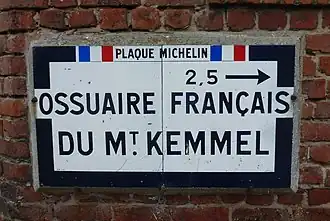 PLAQUE MICHELIN
2,5 →
OSSUAIRE FRANÇAIS
DU MT KEMMEL